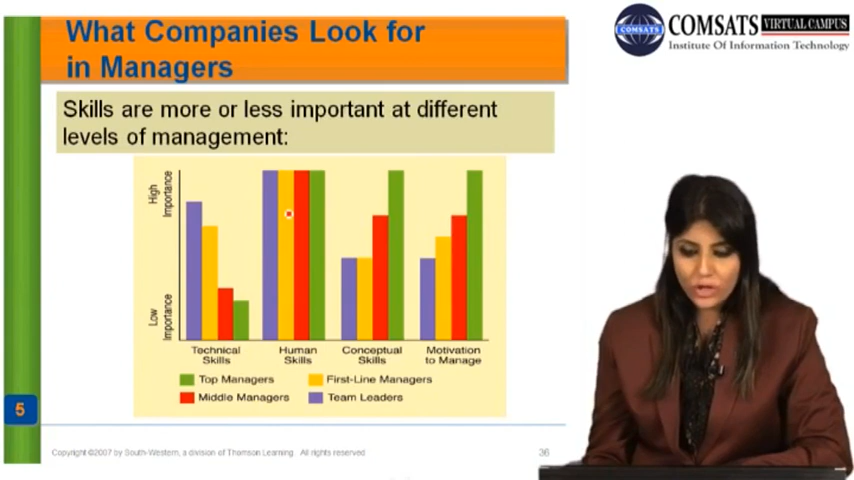 What Companies Look for
in Managers
COMSATS VIRTUAL CAMPUS
Institute Of Information Technology
COMSATS
Skills are more or less important at different
levels of management:
High
Importance
Low
Importance
Technical
Skills
Human
Skills
Conceptual
Skills
Motivation
to Manage
Top Managers
First-Line Managers
Middle Managers
Team Leaders
5
Copyright ©2007 by South-Western, a division of Thomson Learning. All rights reserved
36